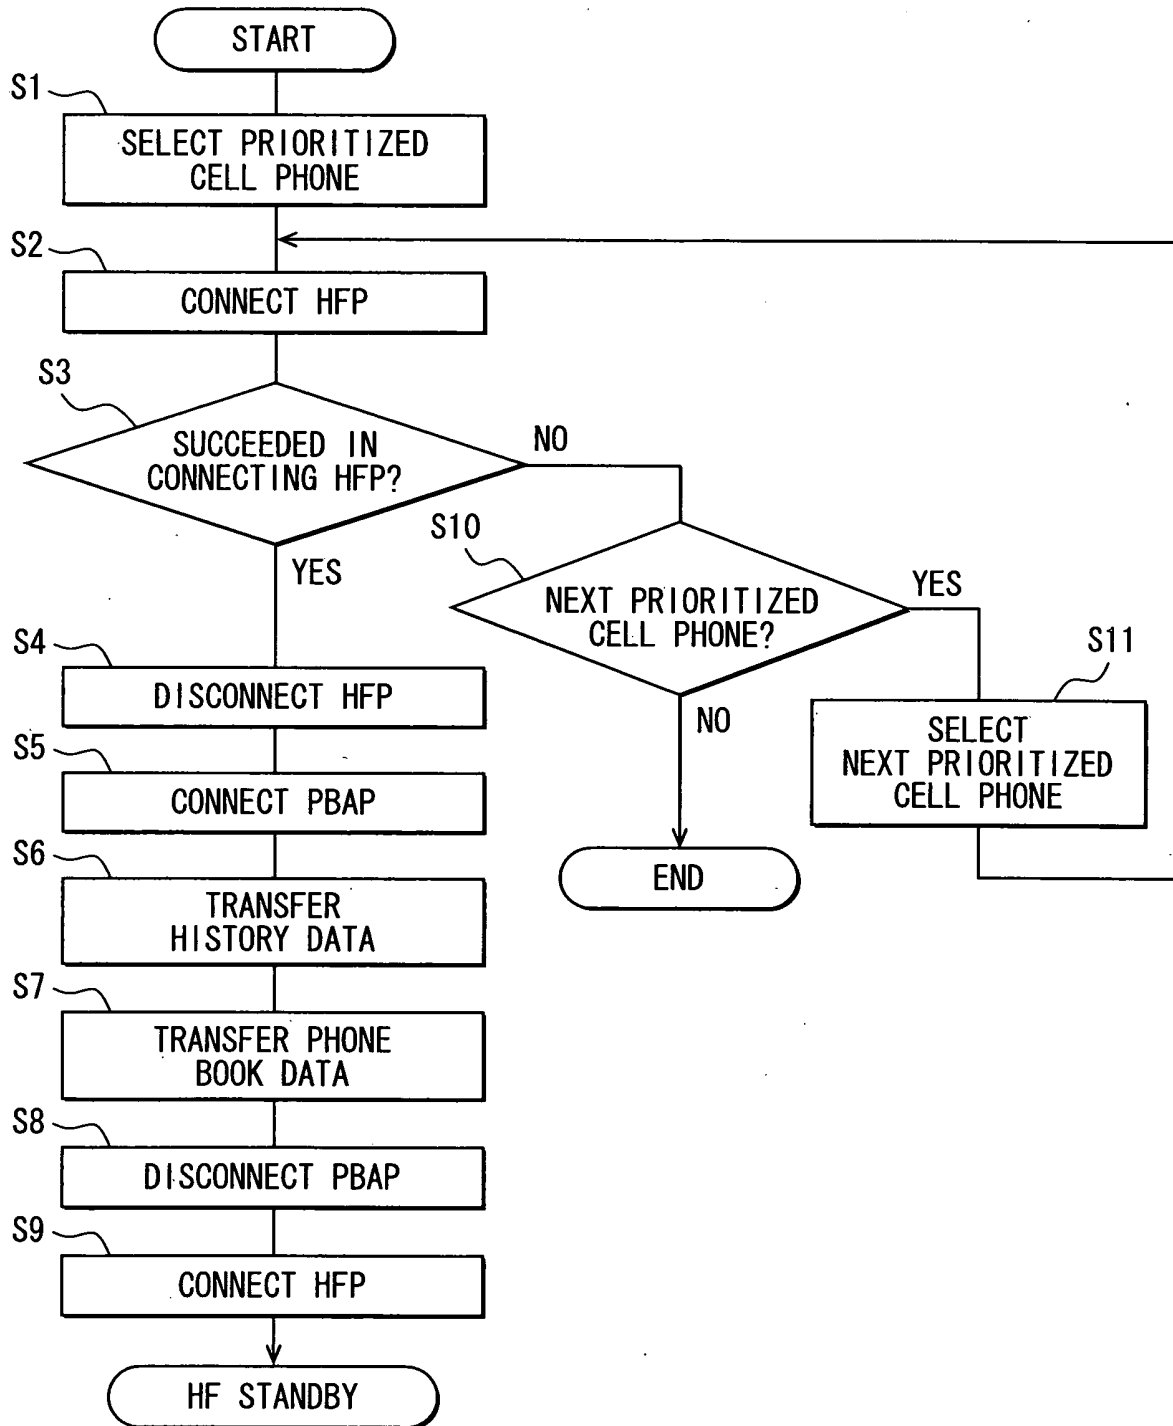 START
S1
SELECT PRIORITIZED
CELL PHONE
S2
CONNECT HFP
S3
SUCCEEDED IN
CONNECTING HFP?
NO
YES
S10
NEXT PRIORITIZED
CELL PHONE?
YES
NO
S11
SELECT
NEXT PRIORITIZED
CELL PHONE
END
S4
DISCONNECT HFP
S5
CONNECT PBAP
S6
TRANSFER
HISTORY DATA
S7
TRANSFER PHONE
BOOK DATA
S8
DISCONNECT PBAP
S9
CONNECT HFP
HF STANDBY